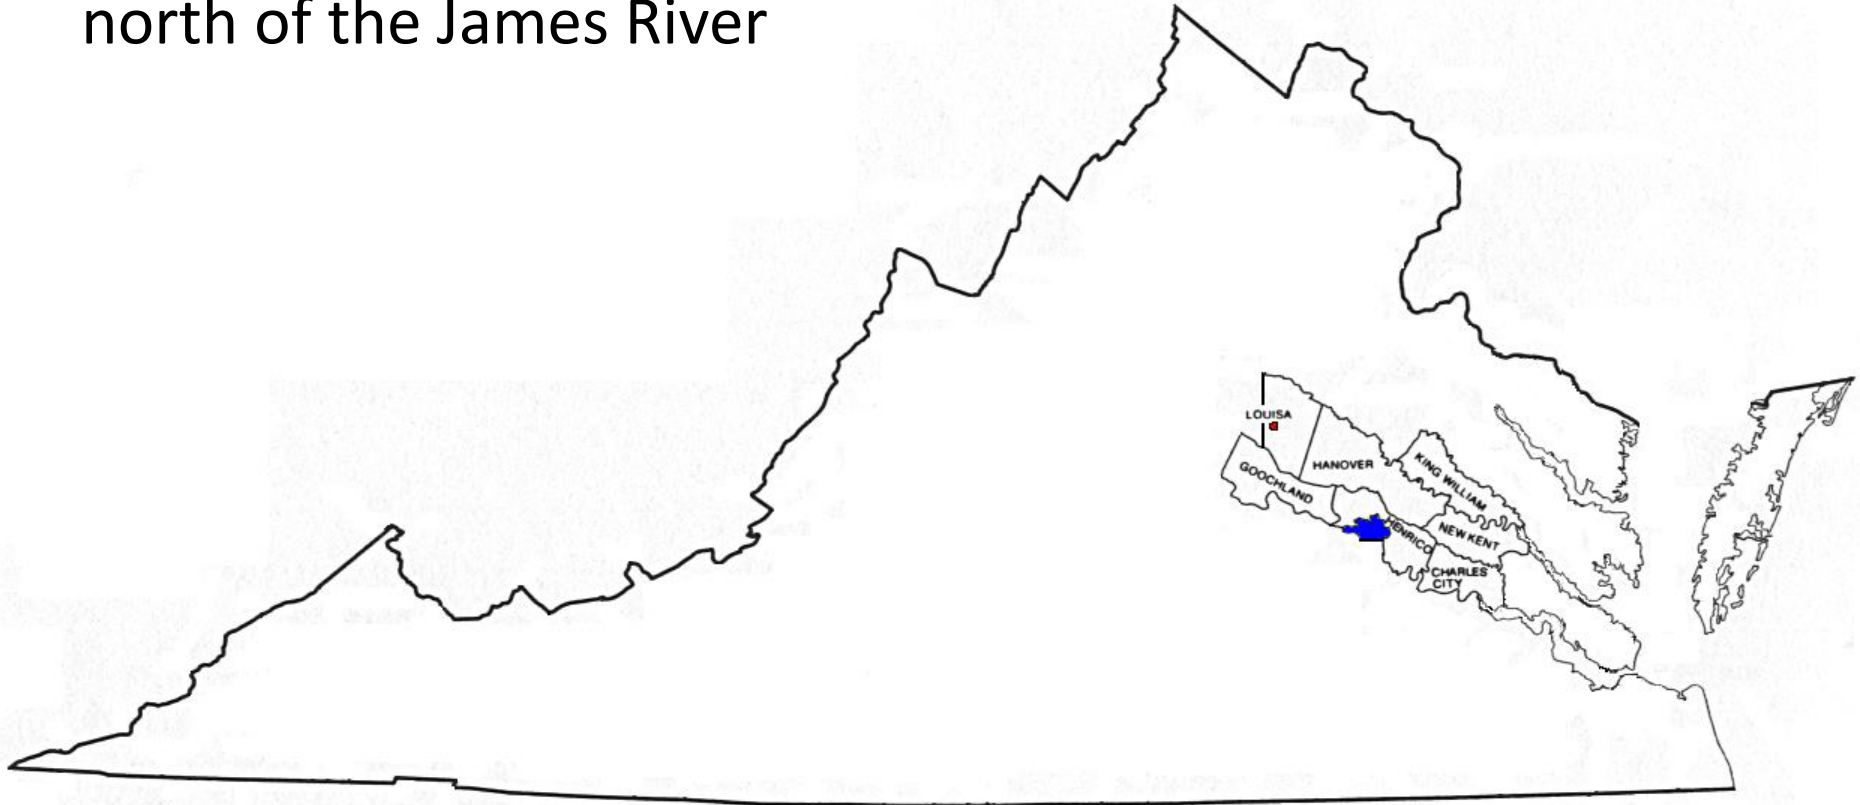 north of the James River
LOUISA
HANOVER
KING WILLIAM
GOOCHLAND
HENRICO
NEW KENT
CHARLES
CITY